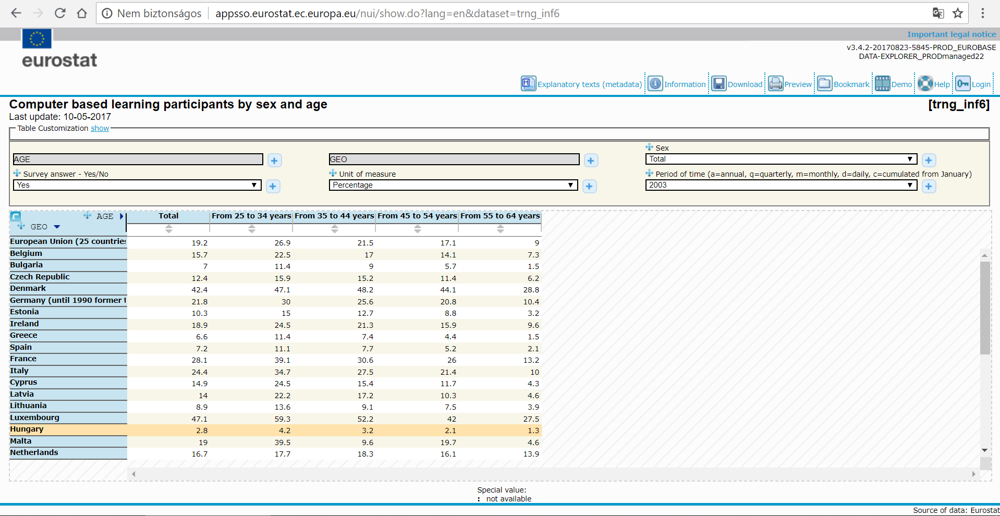 Nem biztonságos appsso.eurostat.ec.europa.eu/nui/show.do?lang=en&dataset=trng_inf6
Important legal notice
eurostat
v3.4.2-20170823-5845-PROD_EUROBASE
DATA-EXPLORER_PRODmanaged22
Explanatory texts (metadata) Information Download Preview Bookmark Demo Help Login
Computer based learning participants by sex and age [trng_inf6]
Last update: 10-05-2017
Table Customization show
Sex
AGE GEO Total
Survey answer - Yes/No Unit of measure Period of time (a=annual, q=quarterly, m=monthly, d=daily, c=cumulated from January)
Yes Percentage 2003
AGE Total From 25 to 34 years From 35 to 44 years From 45 to 54 years From 55 to 64 years
GEO
European Union (25 countries 19.2 26.9 21.5 17.1 9
Belgium 15.7 22.5 17 14.1 7.3
Bulgaria 7 11.4 9 5.7 1.5
Czech Republic 12.4 15.9 15.2 11.4 6.2
Denmark 42.4 47.1 48.2 44.1 28.8
Germany (until 1990 former t 21.8 30 25.6 20.8 10.4
Estonia 10.3 15 12.7 8.8 3.2
Ireland 18.9 24.5 21.3 15.9 9.6
Greece 6.6 11.4 7.4 4.4 1.5
Spain 7.2 11.1 7.7 5.2 2.1
France 28.1 39.1 30.6 26 13.2
Italy 24.4 34.7 27.5 21.4 10
Cyprus 14.9 24.5 15.4 11.7 4.3
Latvia 14 22.2 17.2 10.3 4.6
Lithuania 8.9 13.6 9.1 7.5 3.9
Luxembourg 47.1 59.3 52.2 42 27.5
Hungary 2.8 4.2 3.2 2.1 1.3
Malta 19 39.5 9.6 19.7 4.6
Netherlands 16.7 17.7 18.3 16.1 13.9
Special value:
: not available
Source of data: Eurostat